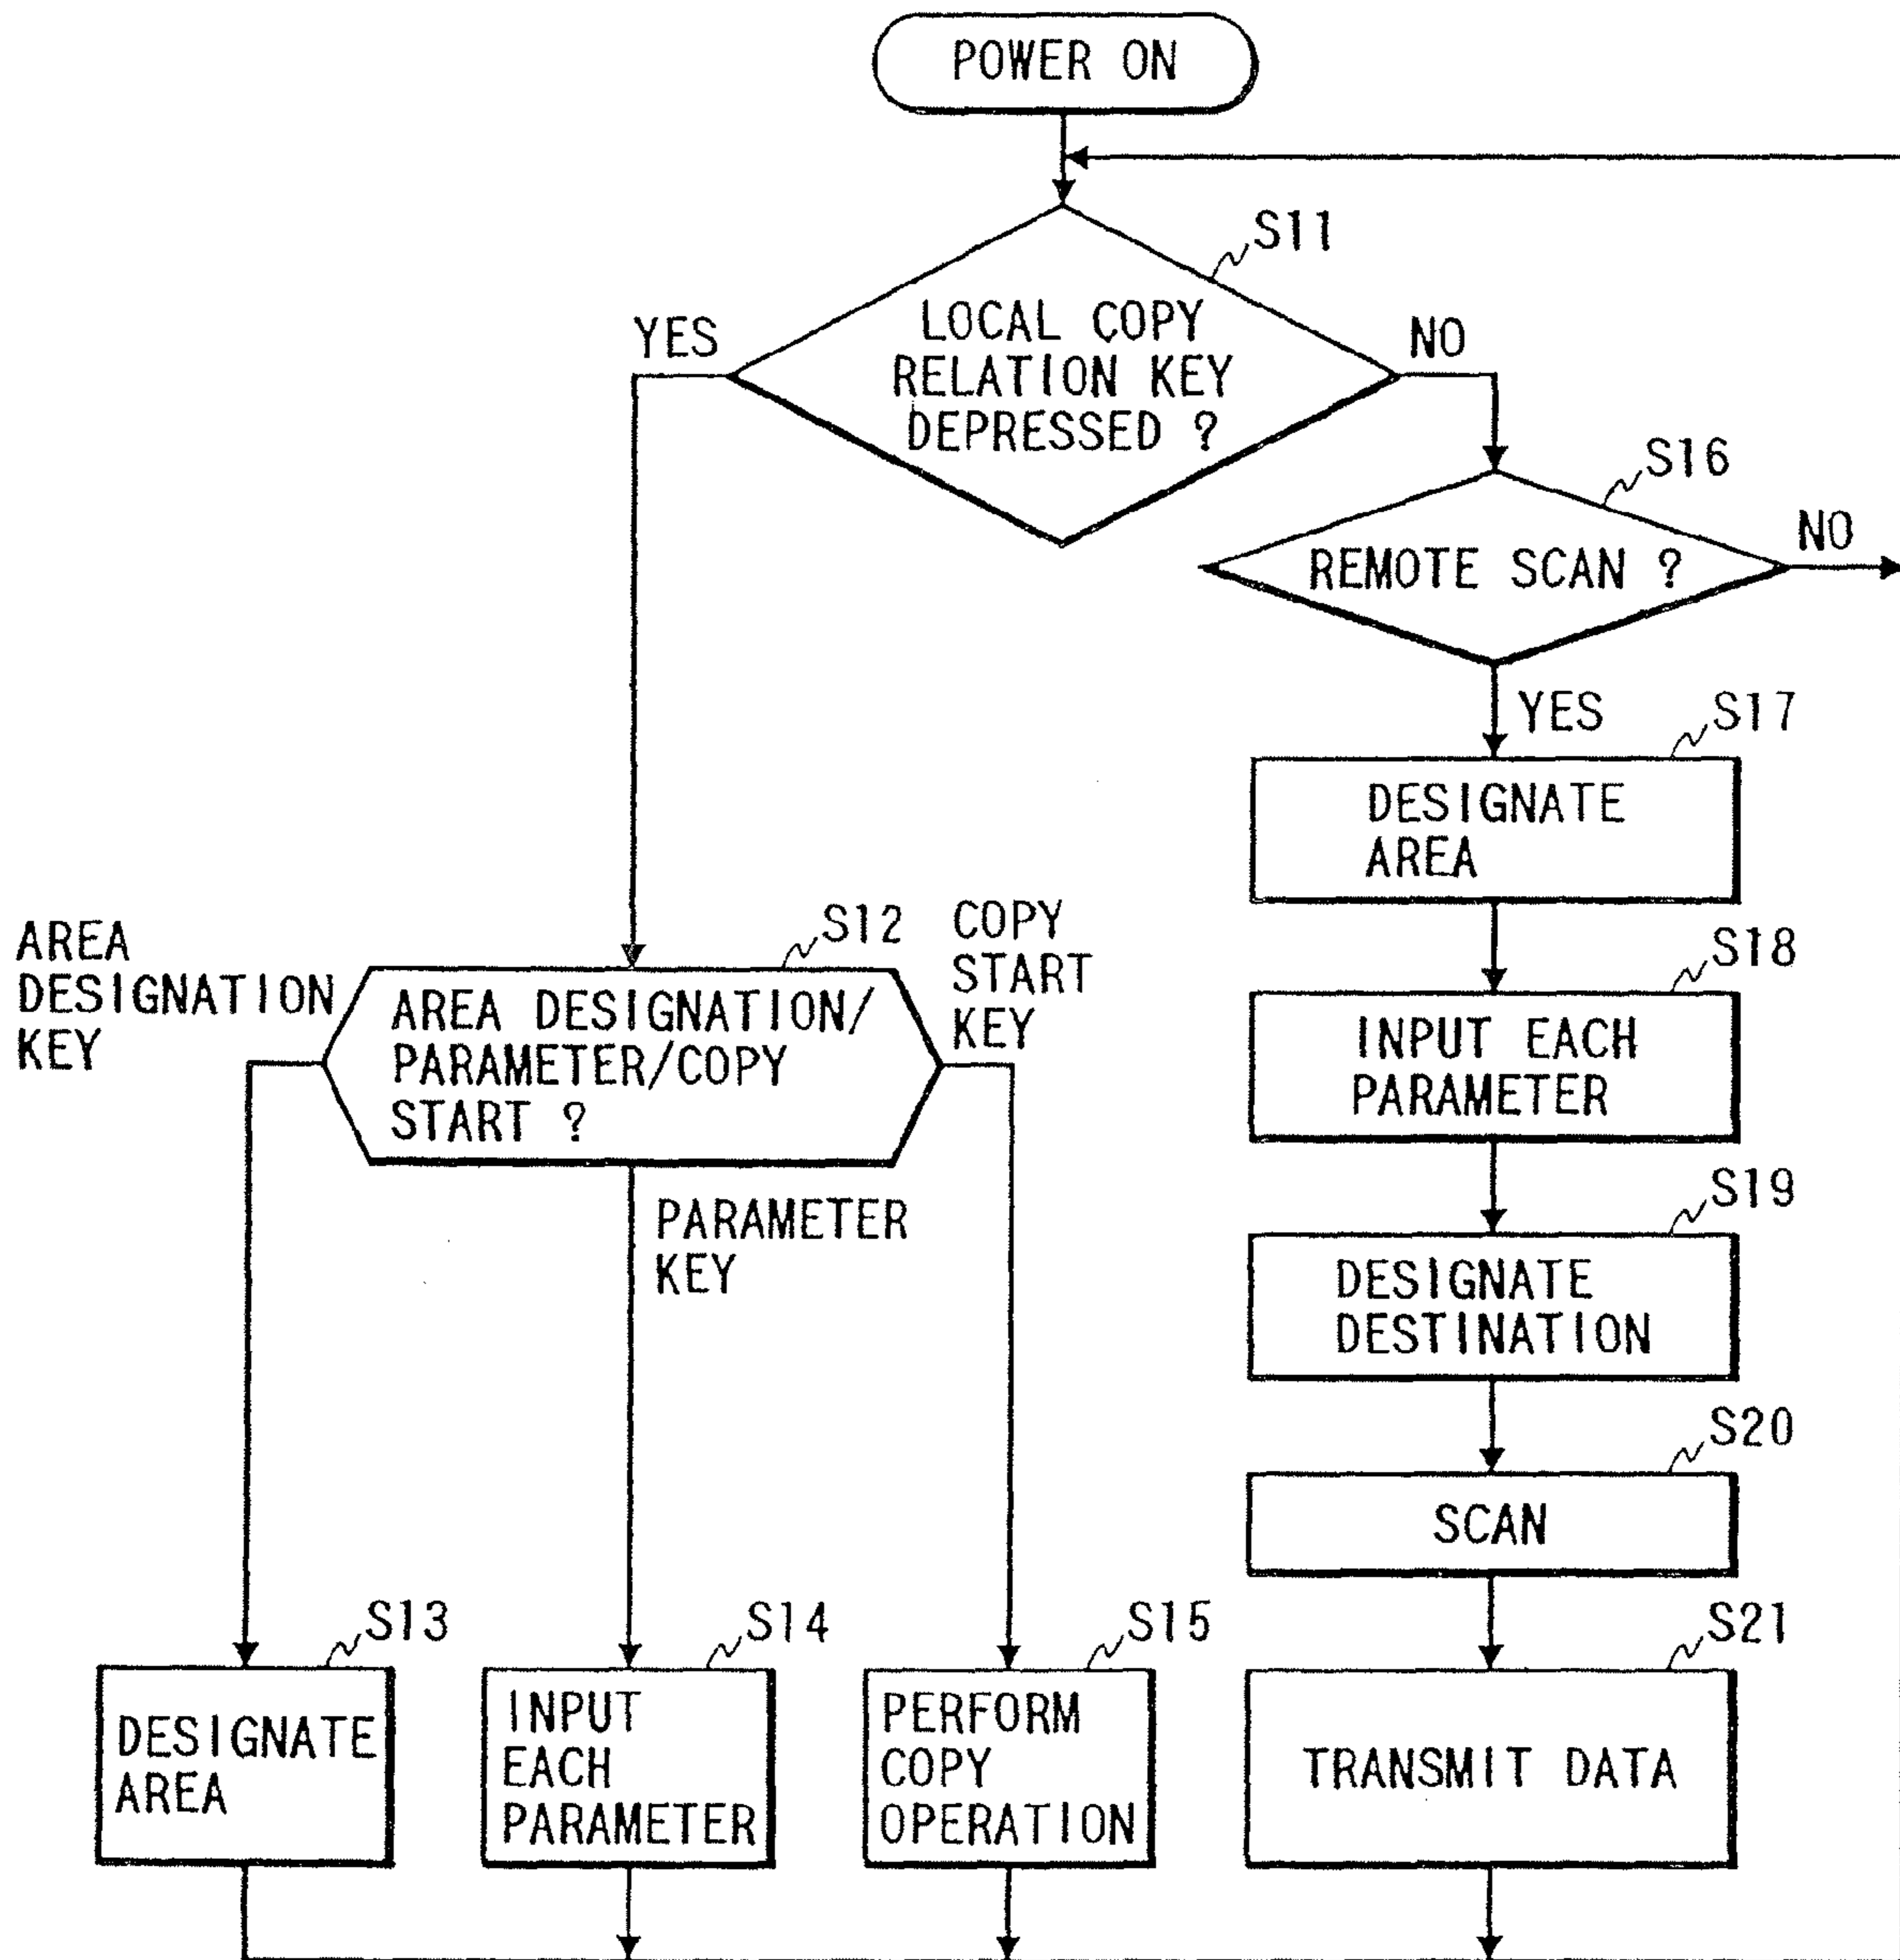 POWER ON
S11
LOCAL COPY
RELATION KEY
DEPRESSED ?
YES
NO
S16
REMOTE SCAN ?
NO
YES
S17
DESIGNATE
AREA
S12
AREA
DESIGNATION
KEY
AREA DESIGNATION/
PARAMETER/COPY
START ?
COPY
START
KEY
PARAMETER
KEY
S18
INPUT EACH
PARAMETER
S19
DESIGNATE
DESTINATION
S20
SCAN
S13
DESIGNATE
AREA
S14
INPUT
EACH
PARAMETER
S15
PERFORM
COPY
OPERATION
S21
TRANSMIT DATA